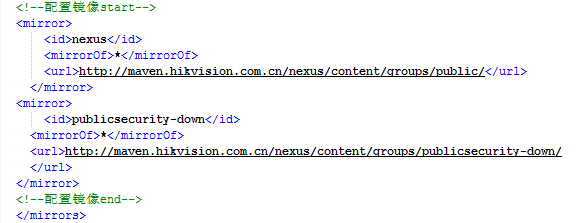 <!--配置镜像start-->
<mirror>
<id>nexus</id>
<mirrorOf>*</mirrorOf>
<url>http://maven.hikvision.com.cn/nexus/content/groups/public/</url>
</mirror>
<mirror>
<id>publicsecurity-down</id>
<mirrorOf>*</mirrorOf>
<url>http://maven.hikvision.com.cn/nexus/content/groups/publicsecurity-down/
</url>
</mirror>
<!--配置镜像end-->
</mirrors>